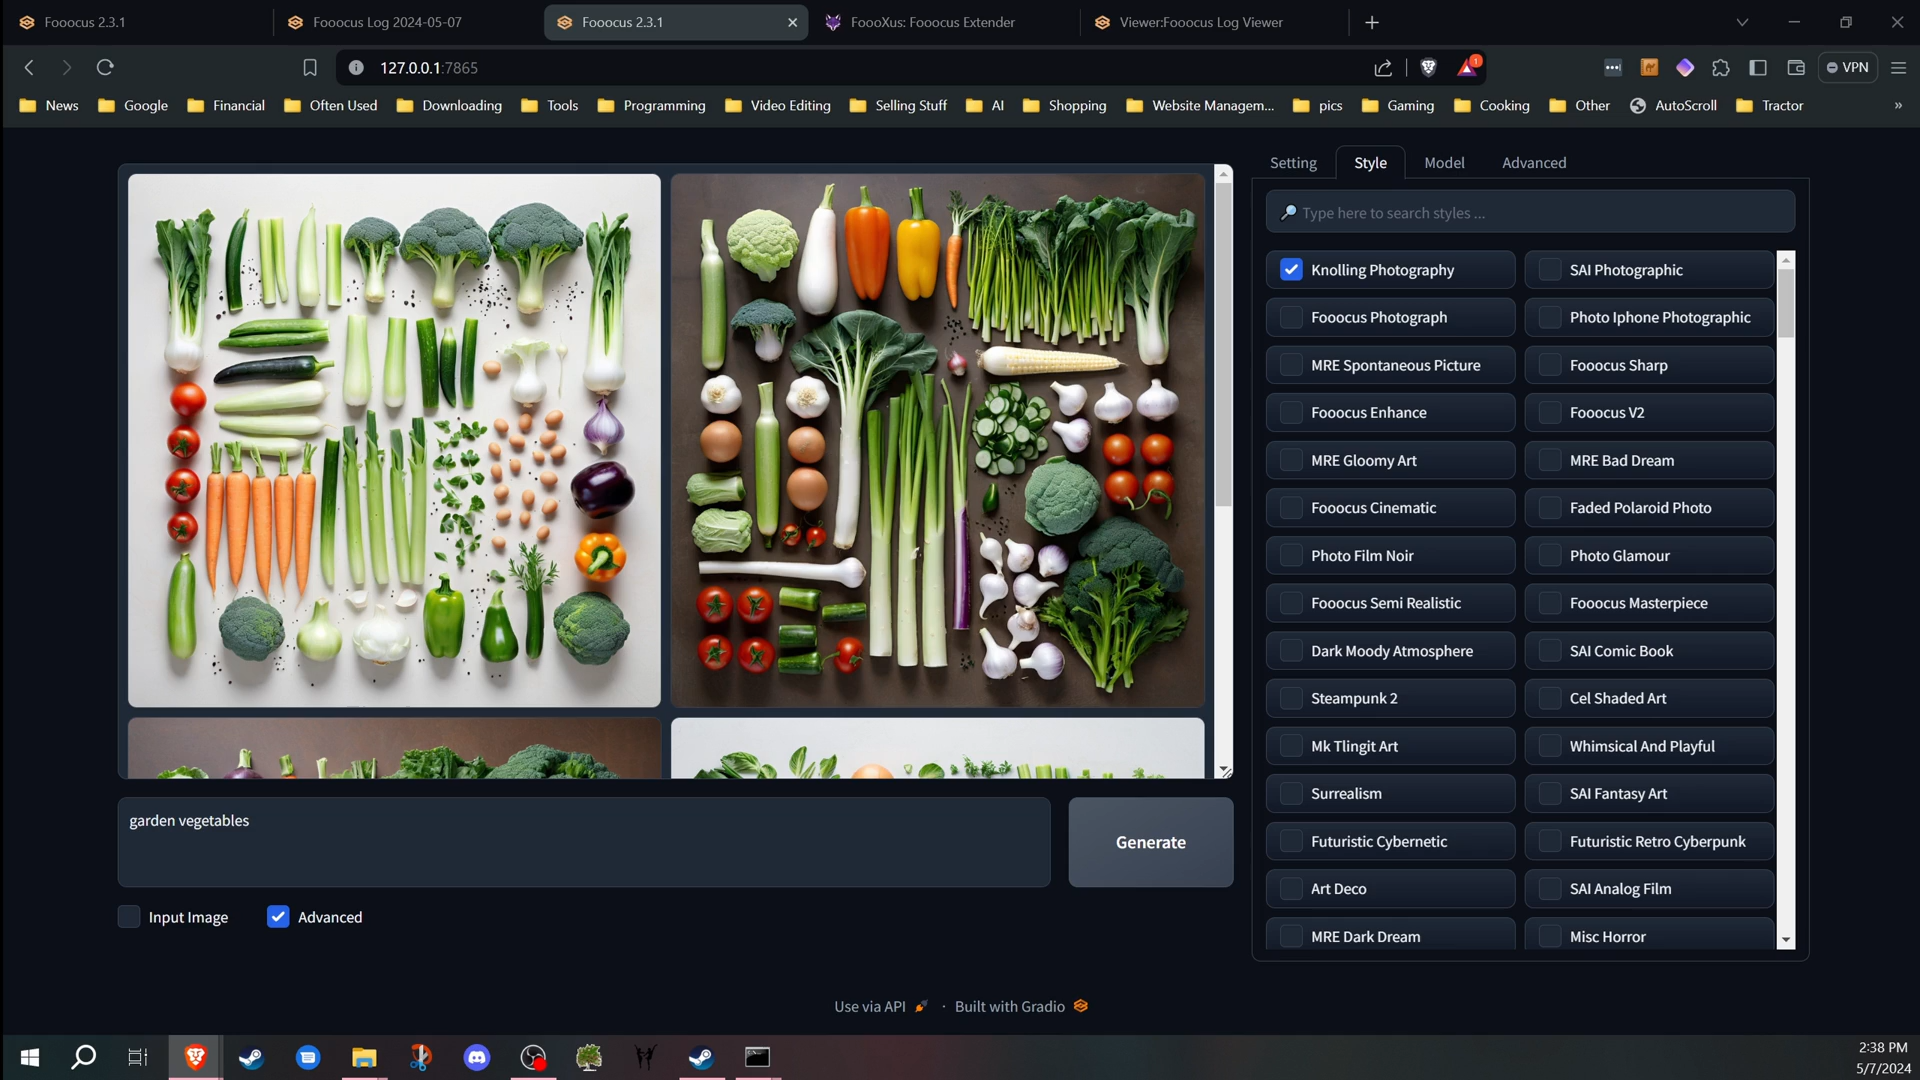 Fooocus 2.3.1
Fooocus Log 2024-05-07
Fooocus 2.3.1
FoooXus: Fooocus Extender
Viewer:Fooocus Log Viewer
127.0.0.1:7865
1
VPN
News
Google
Financial
Often Used
Downloading
Tools
Programming
Video Editing
Selling Stuff
AI
Shopping
Website Managem...
pics
Gaming
Cooking
Other
AutoScroll
Tractor
»
Setting
Style
Model
Advanced
Type here to search styles ...
Knolling Photography
SAI Photographic
Fooocus Photograph
Photo Iphone Photographic
MRE Spontaneous Picture
Fooocus Sharp
Fooocus Enhance
Fooocus V2
MRE Gloomy Art
MRE Bad Dream
Fooocus Cinematic
Faded Polaroid Photo
Photo Film Noir
Photo Glamour
Fooocus Semi Realistic
Fooocus Masterpiece
Dark Moody Atmosphere
SAI Comic Book
Steampunk 2
Cel Shaded Art
Mk Tlingit Art
Whimsical And Playful
Surrealism
SAI Fantasy Art
Futuristic Cybernetic
Futuristic Retro Cyberpunk
Art Deco
SAI Analog Film
MRE Dark Dream
Misc Horror
garden vegetables
Generate
Input Image
Advanced
Use via API · Built with Gradio
2:38 PM
5/7/2024